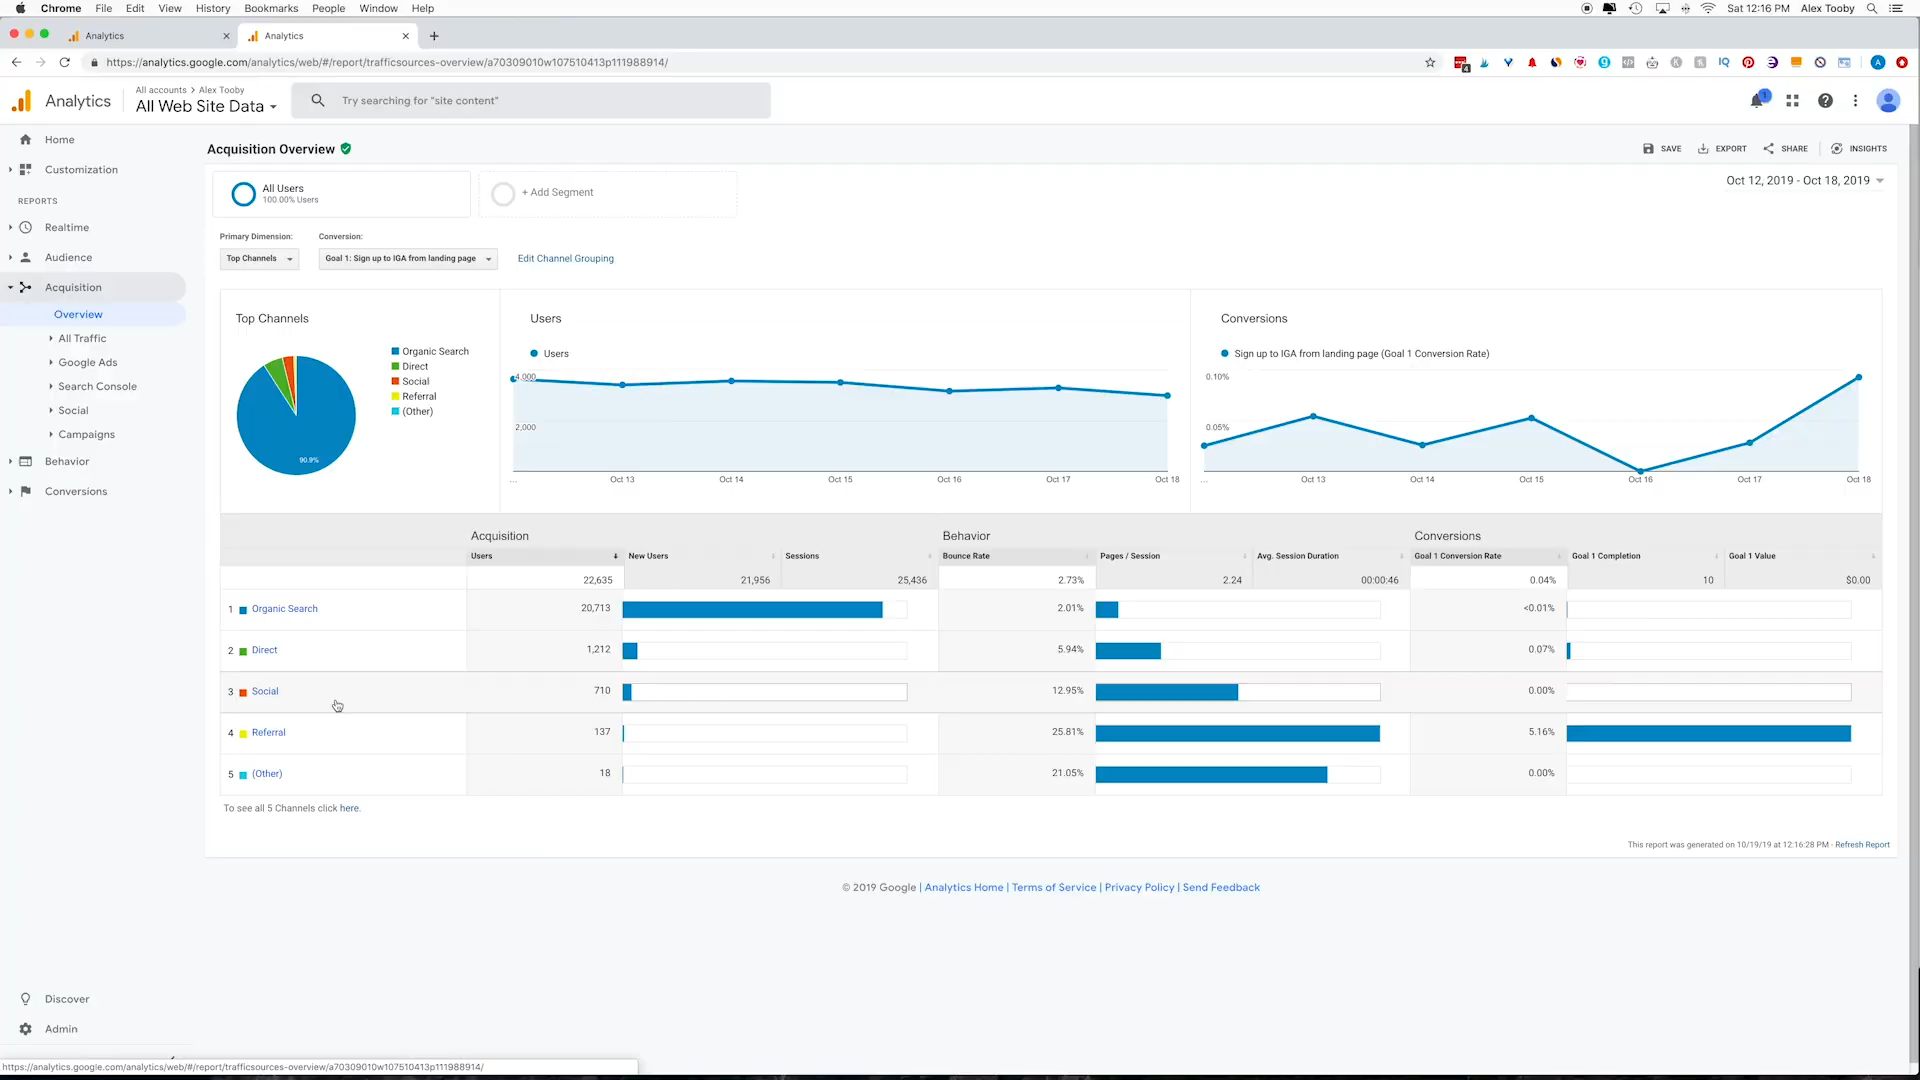 Chrome File Edit View History Bookmarks People Window Help Sat 12:16 PM Alex Tooby
Analytics Analytics
https://analytics.google.com/analytics/web/#/report/trafficsources-overview/a70309010w107510413p111988914/
All accounts > Alex Tooby
Analytics All Web Site Data Try searching for "site content" 1
Home
Customization
REPORTS
Realtime
Audience
Acquisition
Overview
All Traffic
Google Ads
Search Console
Social
Campaigns
Behavior
Conversions
Discover
Admin
Acquisition Overview SAVE EXPORT SHARE INSIGHTS
All Users
100.00% Users
+ Add Segment
Oct 12, 2019 - Oct 18, 2019
Primary Dimension: Conversion:
Top Channels Goal 1: Sign up to IGA from landing page Edit Channel Grouping
Top Channels
Organic Search
Direct
Social
Referral
(Other)
90.9%
Users
Users
4,000
2,000
... Oct 13 Oct 14 Oct 15 Oct 16 Oct 17 Oct 18
Conversions
Sign up to IGA from landing page (Goal 1 Conversion Rate)
0.10%
0.05%
... Oct 13 Oct 14 Oct 15 Oct 16 Oct 17 Oct 18
Acquisition Behavior Conversions
Users New Users Sessions Bounce Rate Pages / Session Avg. Session Duration Goal 1 Conversion Rate Goal 1 Completion Goal 1 Value
22,635 21,956 25,436 2.73% 2.24 00:00:46 0.04% 10 $0.00
1 Organic Search 20,713 2.01% <0.01%
2 Direct 1,212 5.94% 0.07%
3 Social 710 12.95% 0.00%
4 Referral 137 25.81% 5.16%
5 (Other) 18 21.05% 0.00%
To see all 5 Channels click here.
This report was generated on 10/19/19 at 12:16:28 PM - Refresh Report
© 2019 Google | Analytics Home | Terms of Service | Privacy Policy | Send Feedback
https://analytics.google.com/analytics/web/#/report/trafficsources-overview/a70309010w107510413p111988914/